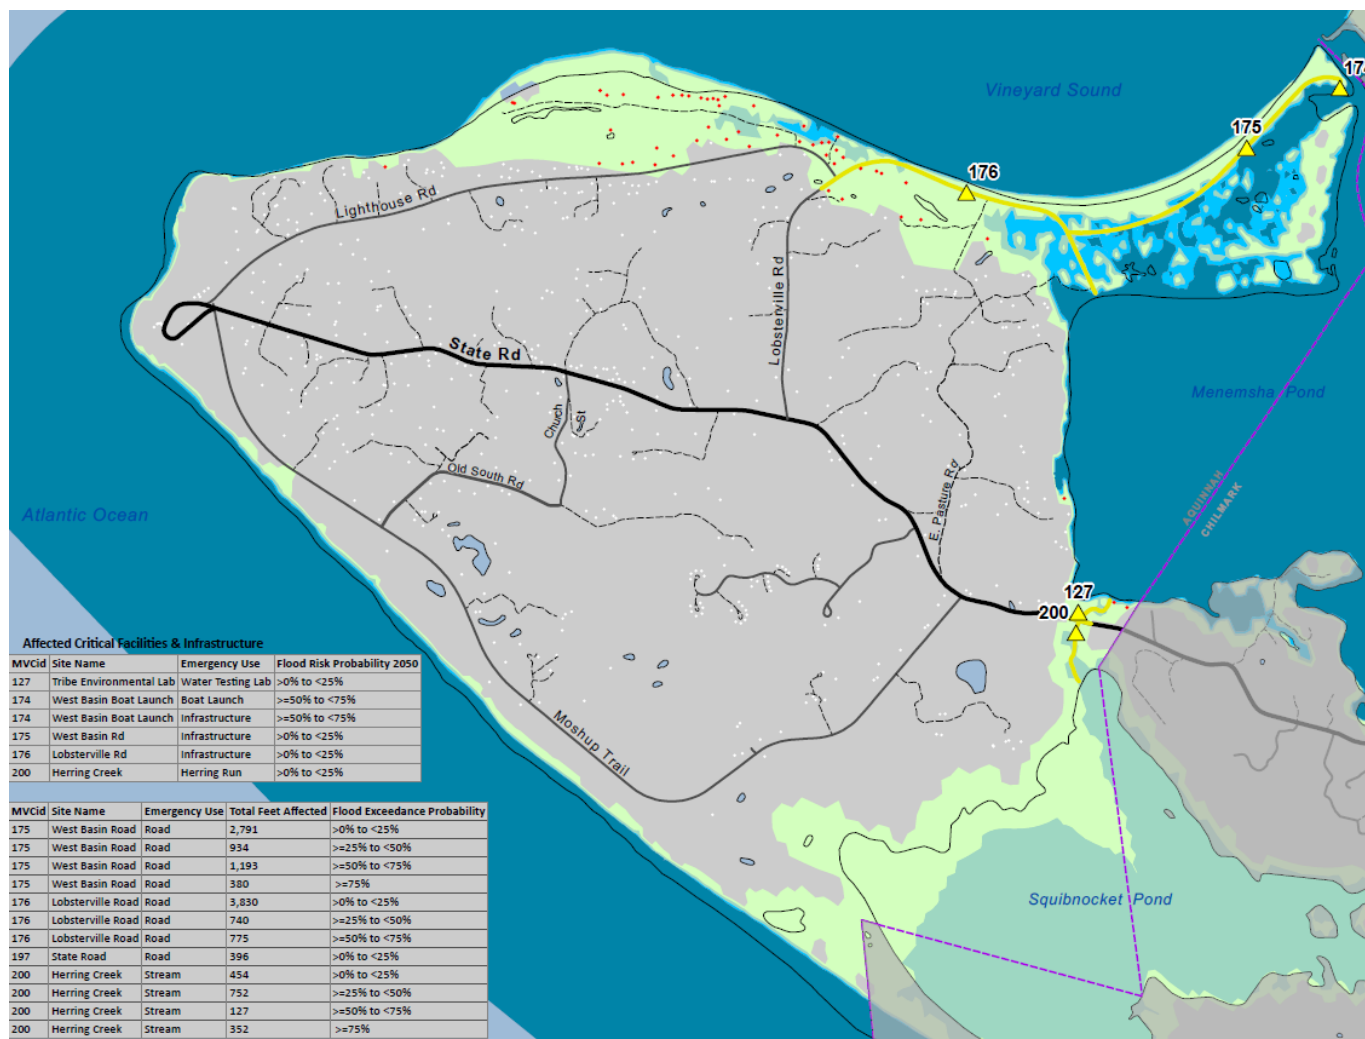 Vineyard Sound
175
176
Lighthouse Rd
Lobsterville Rd
State Rd
Menemsha Pond
Church St
Old South Rd
E. Pasture Rd
Atlantic Ocean
AQUINNAH
CHILMARK
127
200
Moshup Trail
Squibnocket Pond
Affected Critical Facilities & Infrastructure
MVCid Site Name Emergency Use Flood Risk Probability 2050
127 Tribe Environmental Lab Water Testing Lab >0% to <25%
174 West Basin Boat Launch Boat Launch >=50% to <75%
174 West Basin Boat Launch Infrastructure >=50% to <75%
175 West Basin Rd Infrastructure >0% to <25%
176 Lobsterville Rd Infrastructure >0% to <25%
200 Herring Creek Herring Run >0% to <25%
MVCid Site Name Emergency Use Total Feet Affected Flood Exceedance Probability
175 West Basin Road Road 2,791 >0% to <25%
175 West Basin Road Road 934 >=25% to <50%
175 West Basin Road Road 1,193 >=50% to <75%
175 West Basin Road Road 380 >=75%
176 Lobsterville Road Road 3,830 >0% to <25%
176 Lobsterville Road Road 740 >=25% to <50%
176 Lobsterville Road Road 775 >=50% to <75%
197 State Road Road 396 >0% to <25%
200 Herring Creek Stream 454 >0% to <25%
200 Herring Creek Stream 752 >=25% to <50%
200 Herring Creek Stream 127 >=50% to <75%
200 Herring Creek Stream 352 >=75%